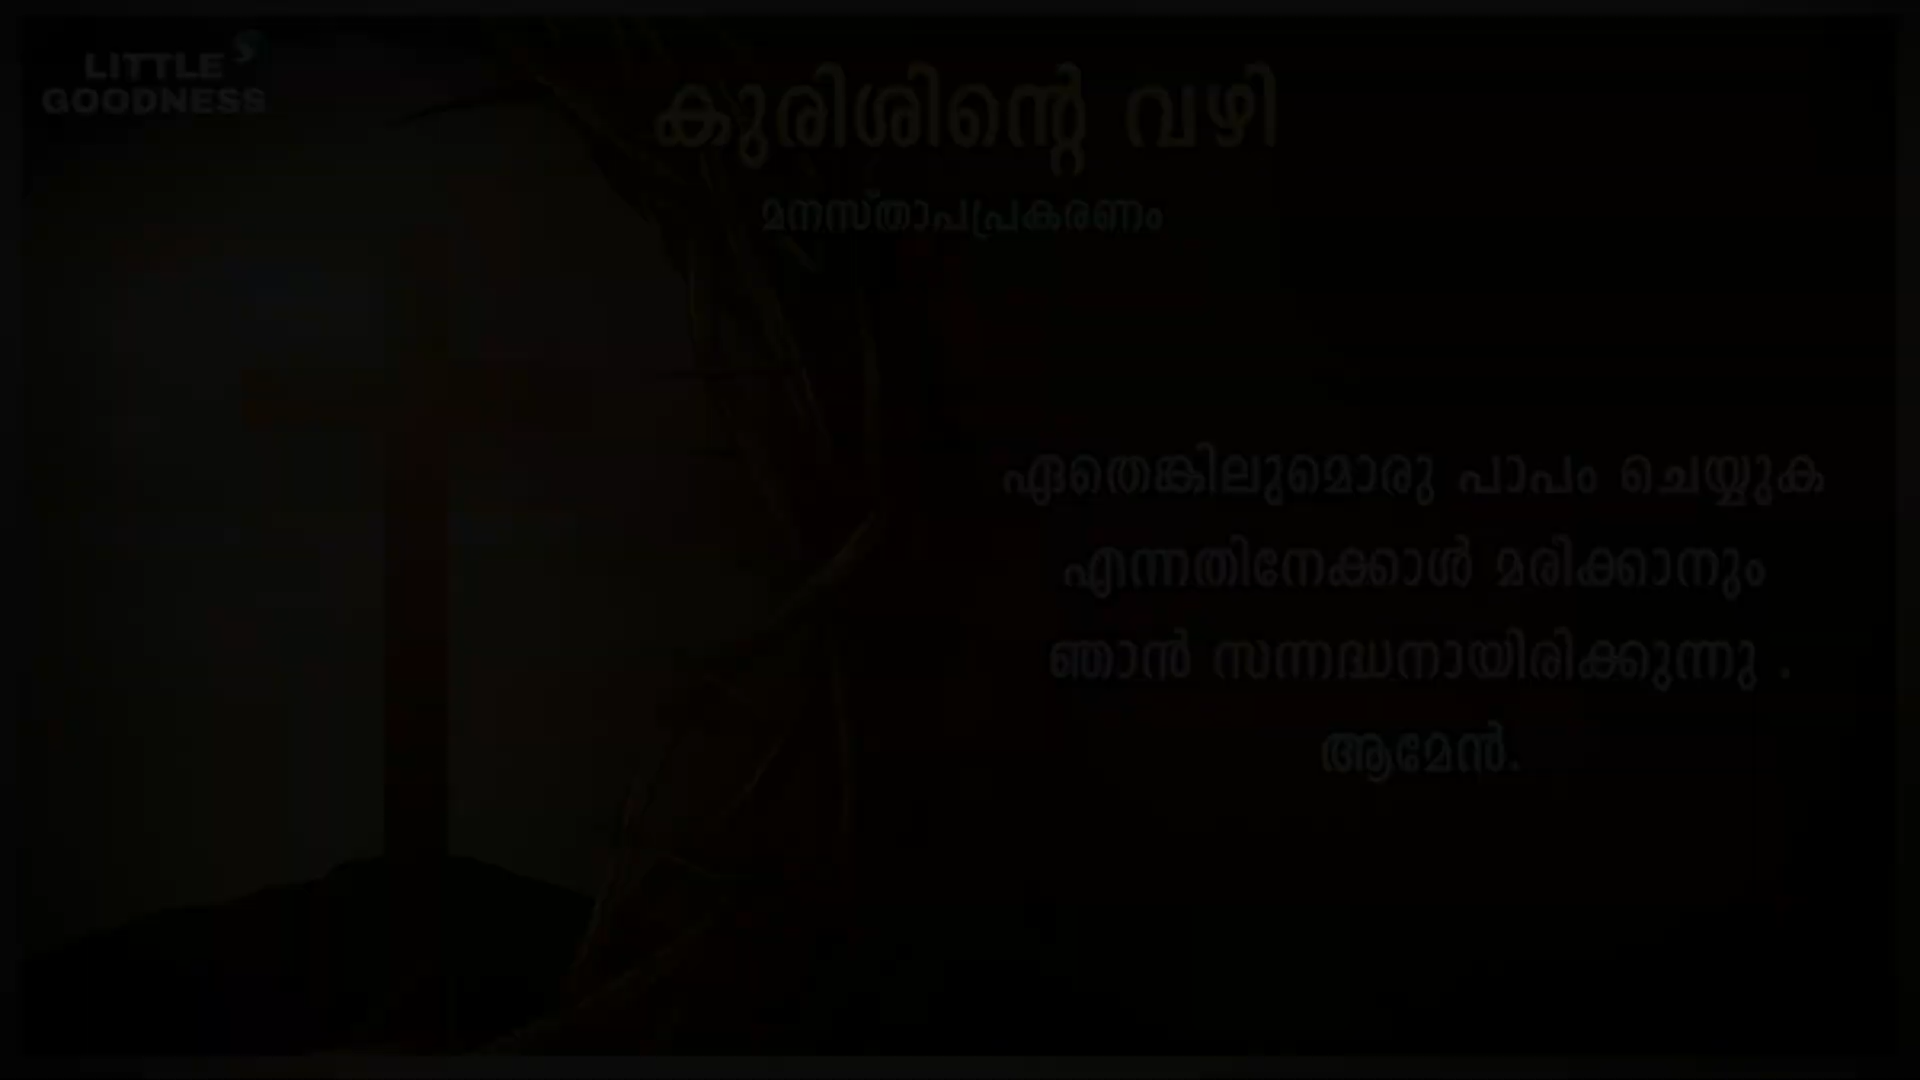 LITTLE
GOODNESS
കുരിശിന്റെ വഴി
മനസ്താപപ്രകരണം
ഏതെങ്കിലുമൊരു പാപം ചെയ്യുക
എന്നതിനേക്കാൾ മരിക്കാനും
ഞാൻ സന്നദ്ധനായിരിക്കുന്നു .
ആമേൻ.